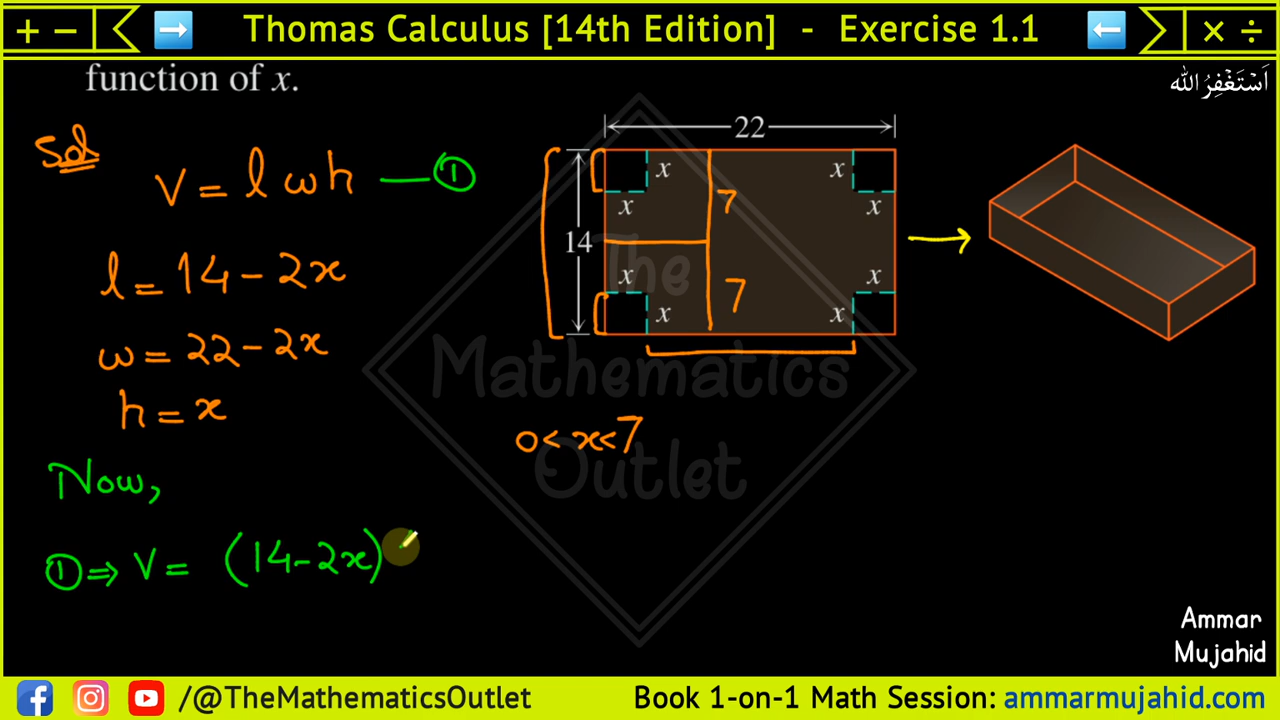 + − ➡ Thomas Calculus [14th Edition] - Exercise 1.1 ⬅ × ÷
function of x.
اَسْتَغْفِرُ اللّٰه
Sol
V = l w h — ①
l = 14 - 2x
w = 22 - 2x
h = x
Now,
① ⇒ V = (14-2x)
22
x x
x x
7
14
x x
7
x x
0 < x < 7
The
Mathematics
Outlet
Ammar
Mujahid
/@TheMathematicsOutlet Book 1-on-1 Math Session: ammarmujahid.com